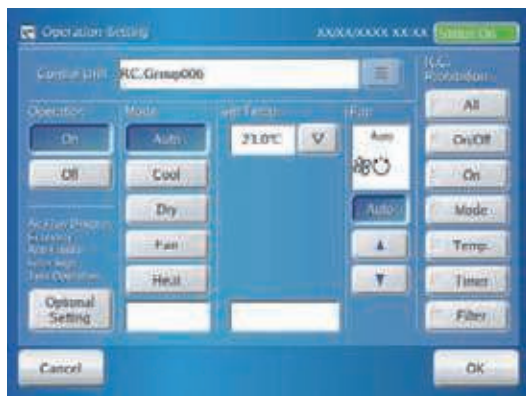 Operation Setting
XX/XX/XXXX XX:XX
Status OK
Control Unit
RC.Group006
R.C. Prohibition
Operation
Mode
Set Temp.
Fan
All
On
Auto
23.0°C
Auto
On/Off
Off
Cool
On
Dry
Auto
Mode
Fan
Temp.
Heat
Timer
Optional
Setting
Filter
Cancel
OK